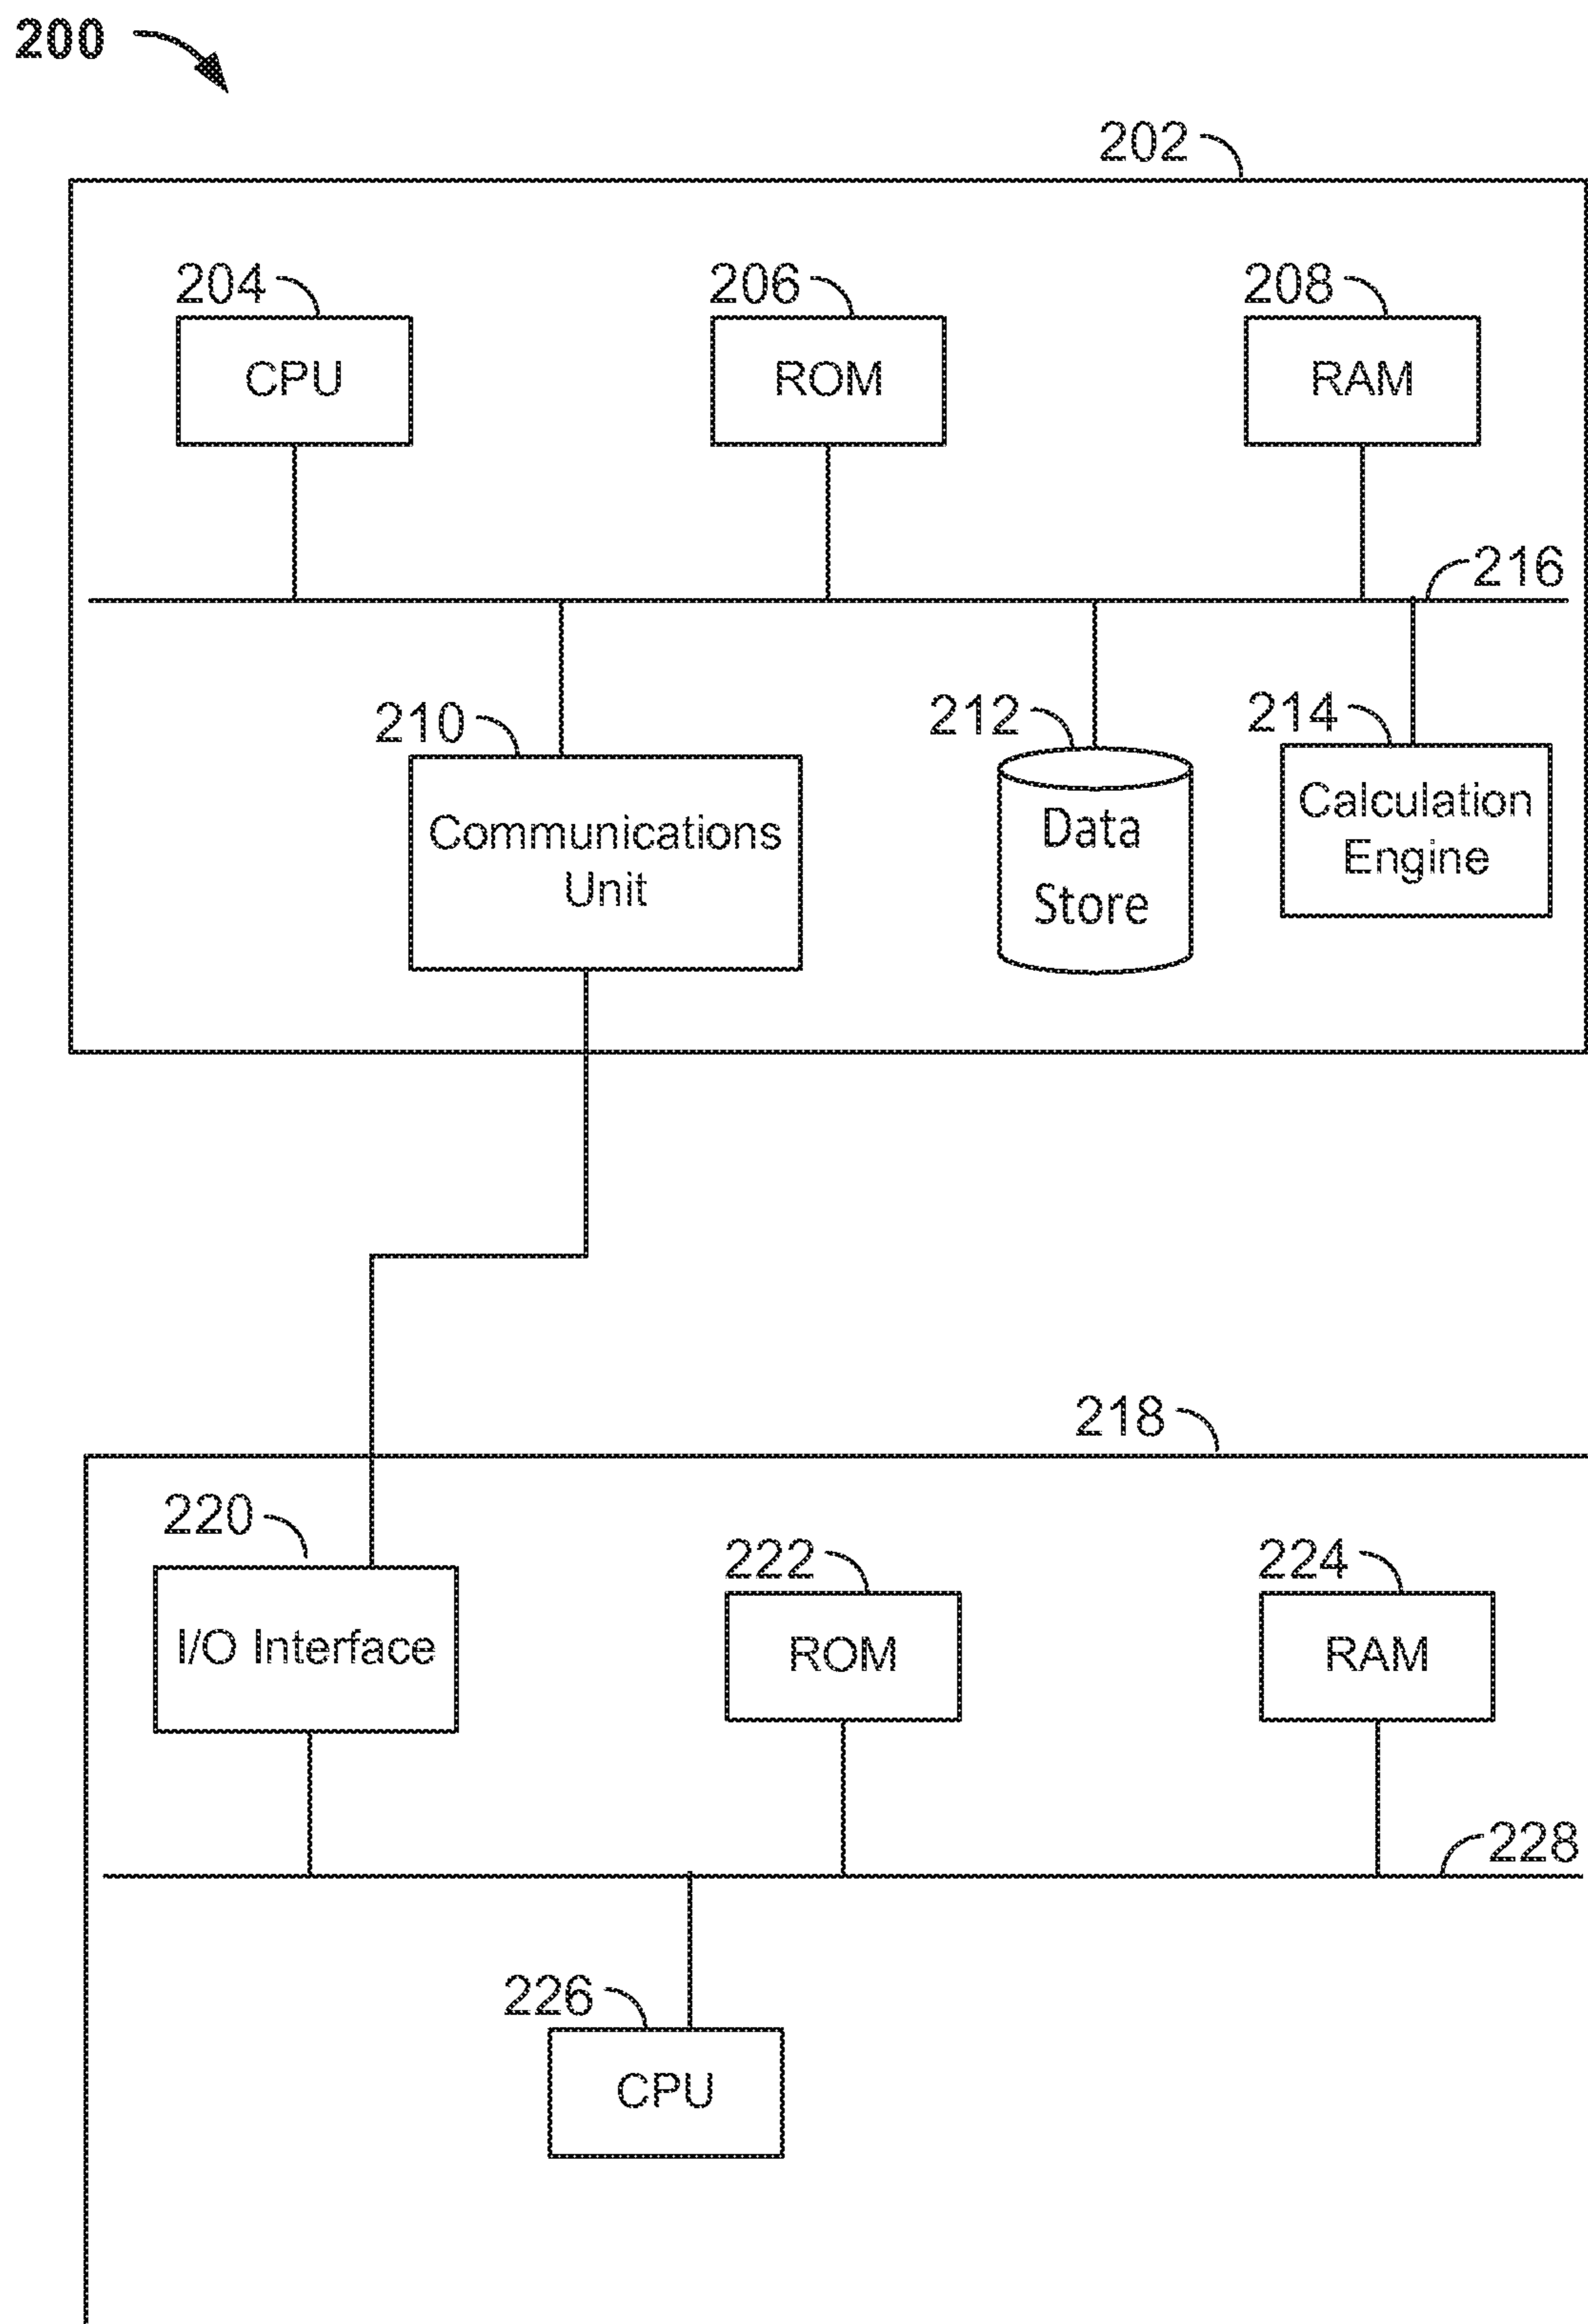 200
202
204
206
208
CPU
ROM
RAM
216
210
212
214
Communications
Unit
Data
Store
Calculation
Engine
218
220
222
224
I/O Interface
ROM
RAM
228
226
CPU